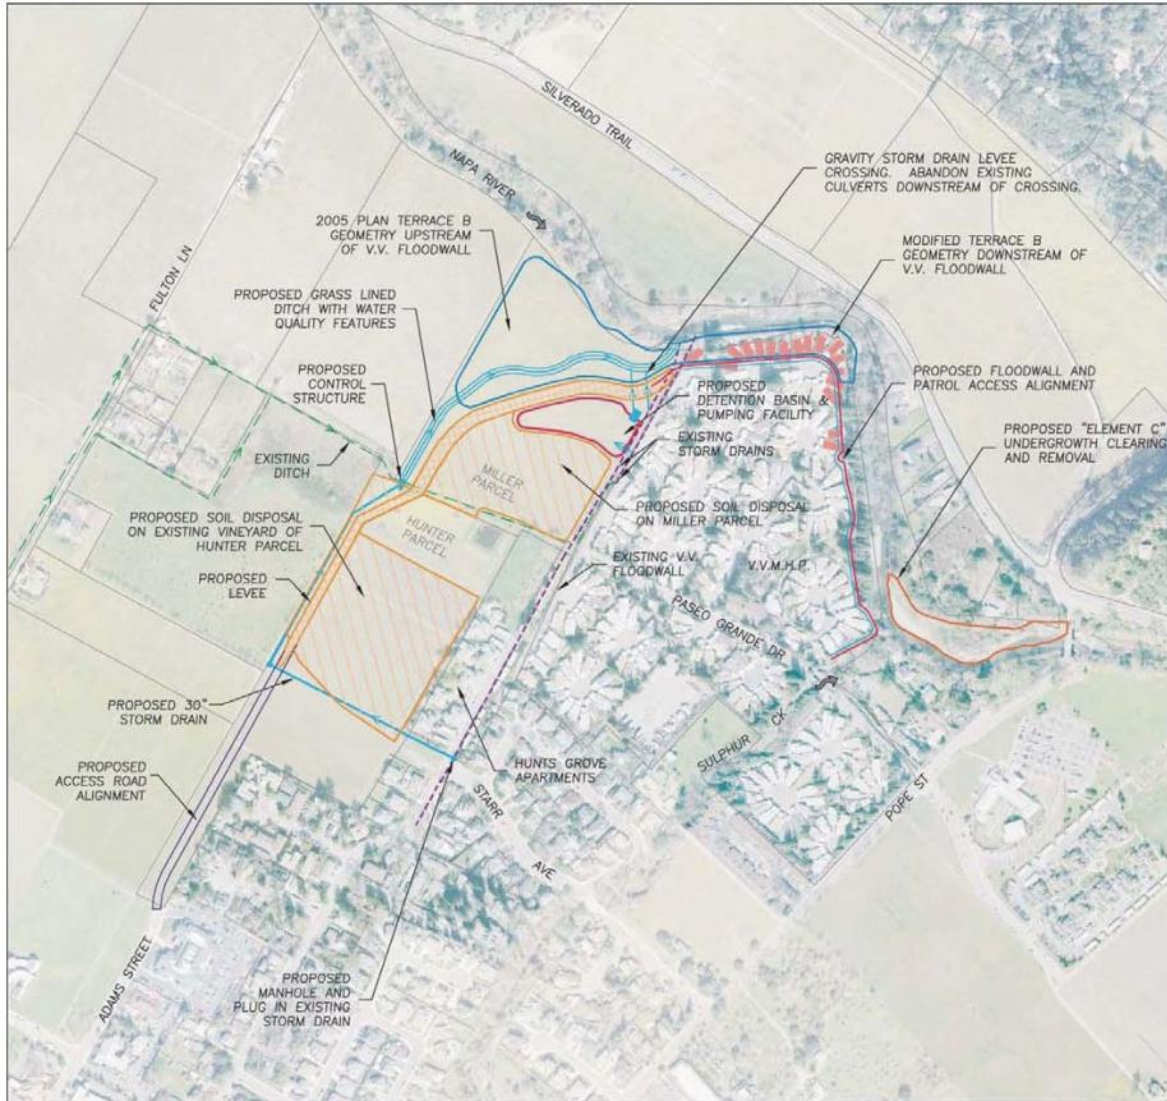 SILVERADO TRAIL
NAPA RIVER
GRAVITY STORM DRAIN LEVEE
CROSSING. ABANDON EXISTING
CULVERTS DOWNSTREAM OF CROSSING.
2005 PLAN TERRACE B
GEOMETRY UPSTREAM
OF V.V. FLOODWALL
MODIFIED TERRACE B
GEOMETRY DOWNSTREAM OF
V.V. FLOODWALL
FULTON LN
PROPOSED GRASS LINED
DITCH WITH WATER
QUALITY FEATURES
PROPOSED
CONTROL
STRUCTURE
PROPOSED
DETENTION BASIN &
PUMPING FACILITY
PROPOSED FLOODWALL AND
PATROL ACCESS ALIGNMENT
PROPOSED "ELEMENT C"
UNDERGROWTH CLEARING
AND REMOVAL
EXISTING
STORM DRAINS
EXISTING
DITCH
MILLER
PARCEL
PROPOSED SOIL DISPOSAL
ON EXISTING VINEYARD OF
HUNTER PARCEL
HUNTER
PARCEL
PROPOSED SOIL DISPOSAL
ON MILLER PARCEL
EXISTING V.V.
FLOODWALL
V.V.M.H.P.
PROPOSED
LEVEE
PASEO GRANDE DR
PROPOSED 30"
STORM DRAIN
SULPHUR CK
HUNTS GROVE
APARTMENTS
PROPOSED
ACCESS ROAD
ALIGNMENT
STARR AVE
POPE ST
ADAMS STREET
PROPOSED
MANHOLE AND
PLUG IN EXISTING
STORM DRAIN